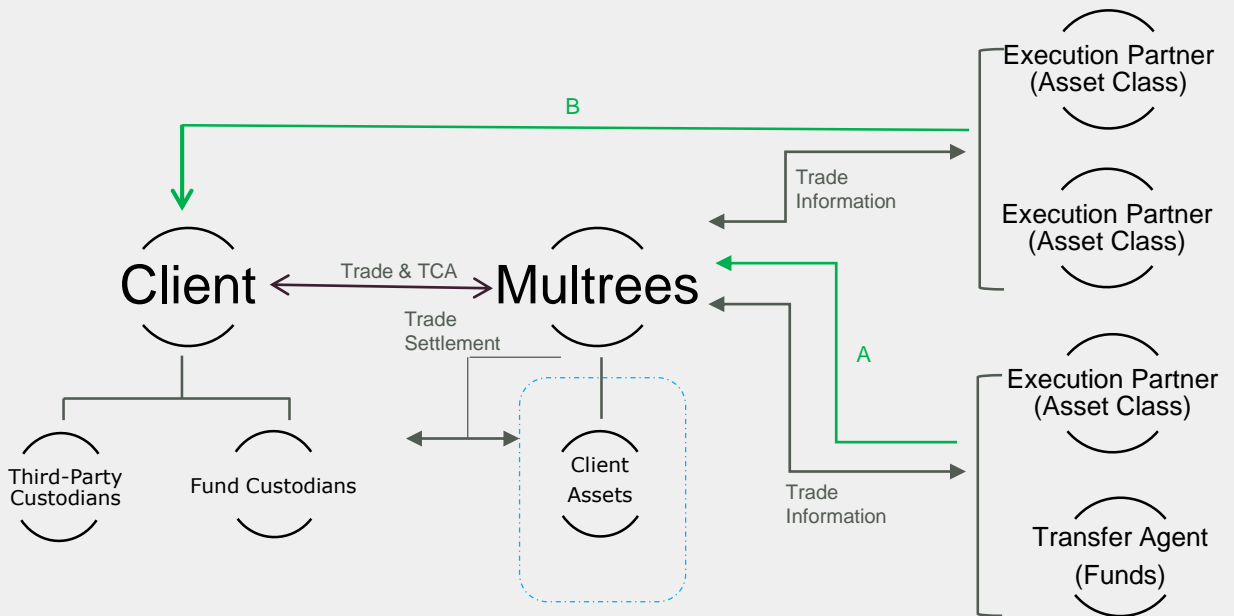 Execution Partner
(Asset Class)
B
Trade
Information
Execution Partner
(Asset Class)
Client
Trade & TCA
Multrees
Trade
Settlement
A
Execution Partner
(Asset Class)
Third-Party
Custodians
Fund Custodians
Client
Assets
Trade
Information
Transfer Agent
(Funds)